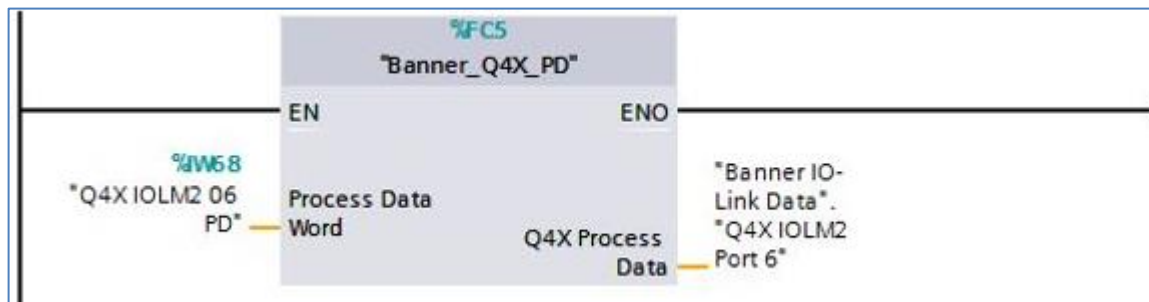 %FC5
"Banner_Q4X_PD"
EN
ENO
%IW68
"Q4X IOLM2 06
PD"
Process Data
Word
Q4X Process
Data
"Banner IO-
Link Data".
"Q4X IOLM2
Port 6"